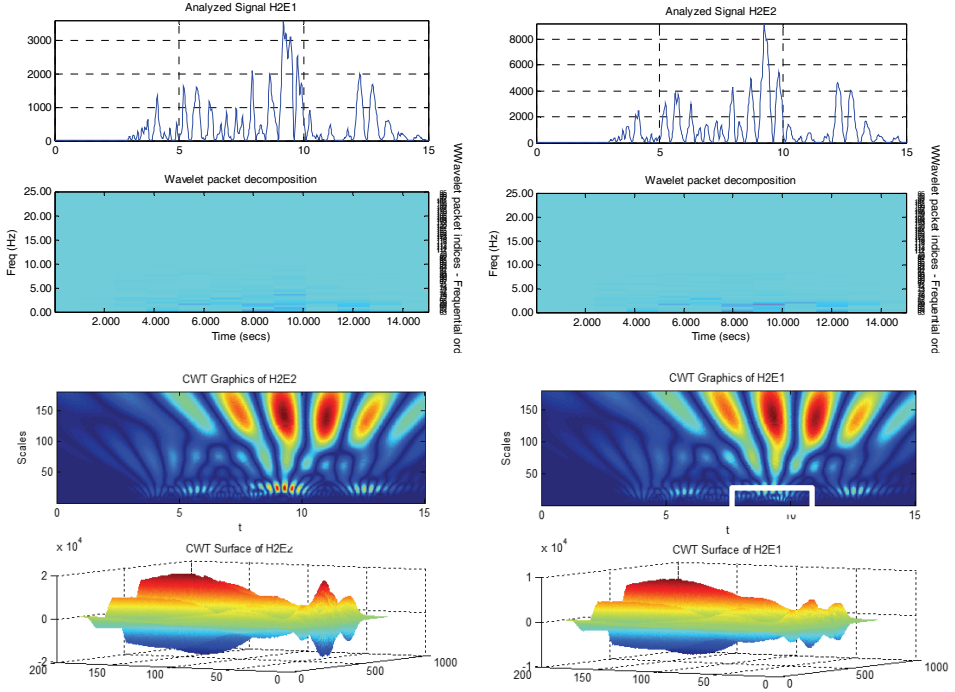 Analyzed Signal H2E1
3000
2000
1000
0
0 5 10 15
Analyzed Signal H2E2
8000
6000
4000
2000
0
0 5 10 15
Wavelet packet decomposition
Freq (Hz)
25.00
20.00
15.00
10.00
5.00
0.00
2.000 4.000 6.000 8.000 10.000 12.000 14.000
Time (secs)
WWavelet packet indices - Frequential ord
Wavelet packet decomposition
Freq (Hz)
25.00
20.00
15.00
10.00
5.00
0.00
2.000 4.000 6.000 8.000 10.000 12.000 14.000
Time (secs)
WWavelet packet indices - Frequential ord
CWT Graphics of H2E2
Scales
150
100
50
0 5 10 15
t
CWT Graphics of H2E1
Scales
150
100
50
0 5 10 15
t
x 10⁴
CWT Surface of H2E2
2
0
-2
200 150 100 50 0 0 500 1000
x 10⁴
CWT Surface of H2E1
1
0
-1
200 150 100 50 0 0 500 1000